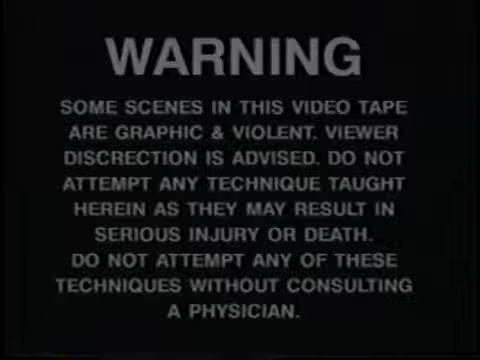 WARNING
SOME SCENES IN THIS VIDEO TAPE
ARE GRAPHIC & VIOLENT. VIEWER
DISCRECTION IS ADVISED. DO NOT
ATTEMPT ANY TECHNIQUE TAUGHT
HEREIN AS THEY MAY RESULT IN
SERIOUS INJURY OR DEATH.
DO NOT ATTEMPT ANY OF THESE
TECHNIQUES WITHOUT CONSULTING
A PHYSICIAN.